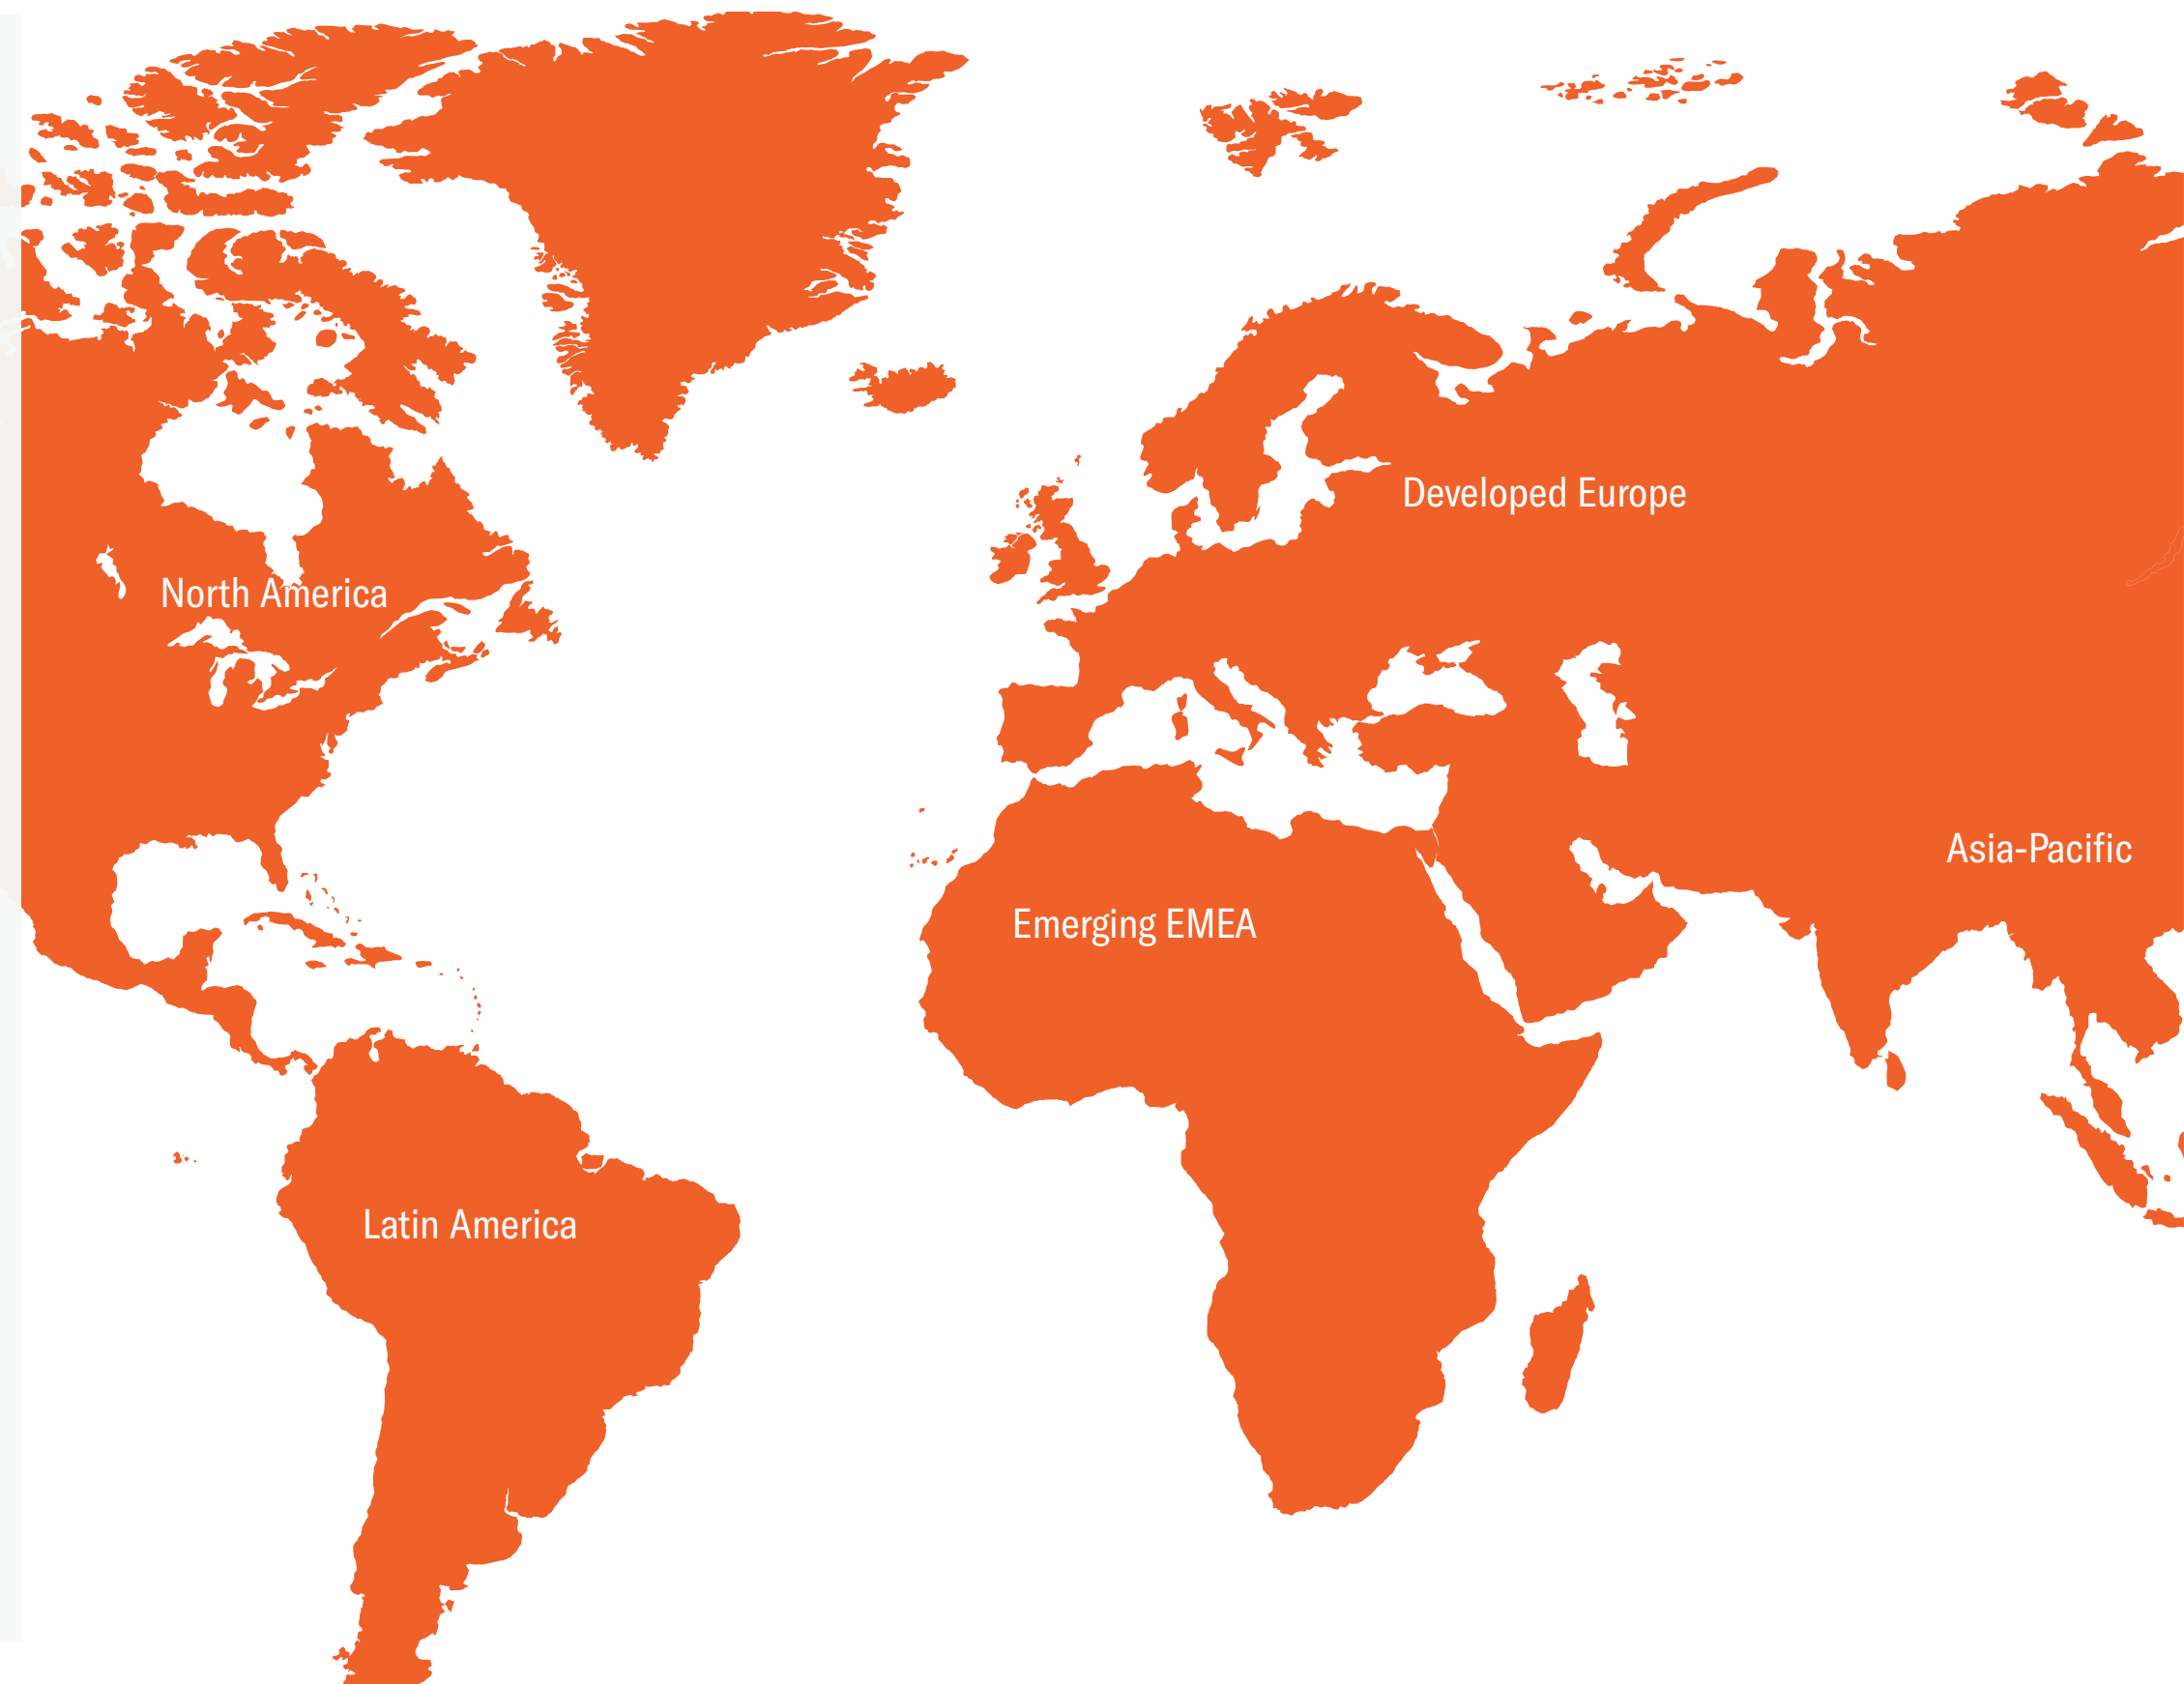 Developed Europe
North America
Asia-Pacific
Emerging EMEA
Latin America